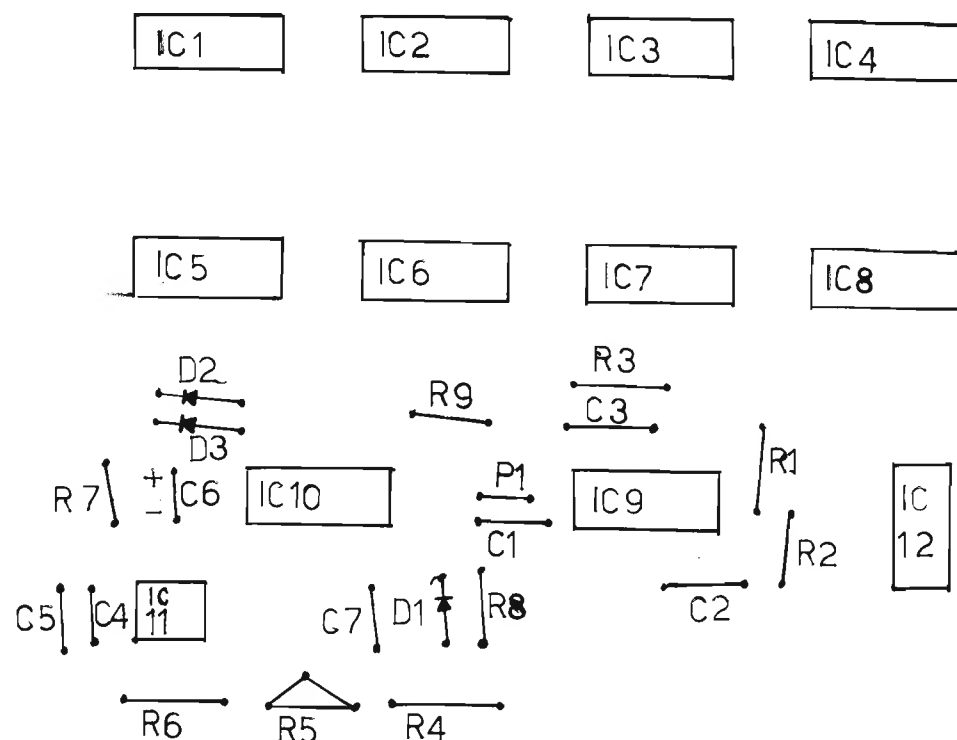 IC1 IC2 IC3 IC4
IC5 IC6 IC7 IC8
D2
R3
R9
C3
D3
R1
R7
+
-
C6
IC10
P1
IC9
IC
12
C1
R2
C5
C4
IC
11
C7
D1
R8
C2
R6
R5
R4